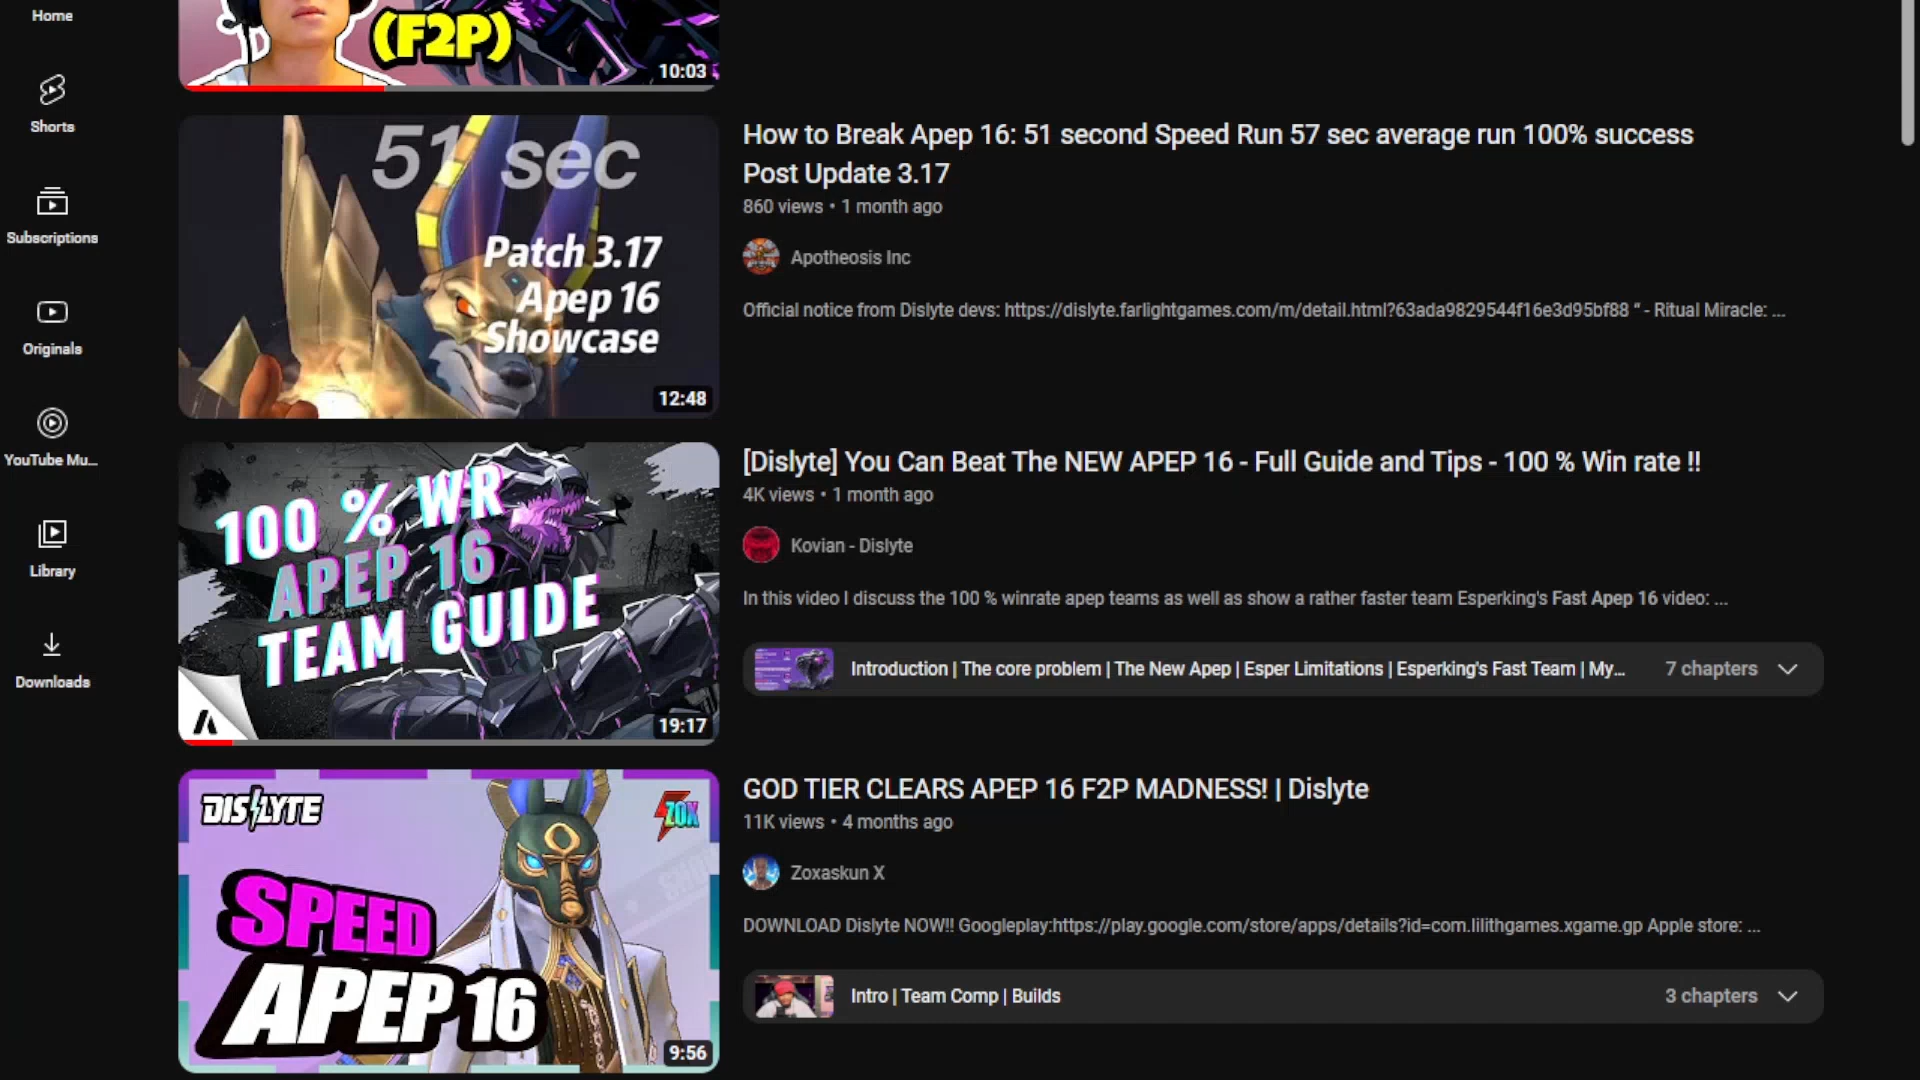 Home
Shorts
Subscriptions
Originals
YouTube Mu...
Library
Downloads
(F2P)
10:03
51 sec
Patch 3.17
Apep 16
Showcase
12:48
How to Break Apep 16: 51 second Speed Run 57 sec average run 100% success
Post Update 3.17
860 views • 1 month ago
Apotheosis Inc
Official notice from Dislyte devs: https://dislyte.farlightgames.com/m/detail.html?63ada9829544f16e3d95bf88 “ - Ritual Miracle: ...
100 % WR
APEP 16
TEAM GUIDE
19:17
[Dislyte] You Can Beat The NEW APEP 16 - Full Guide and Tips - 100 % Win rate !!
4K views • 1 month ago
Kovian - Dislyte
In this video I discuss the 100 % winrate apep teams as well as show a rather faster team Esperking's Fast Apep 16 video: ...
Introduction | The core problem | The New Apep | Esper Limitations | Esperking's Fast Team | My...
7 chapters
DISLYTE
ZOX
SPEED
APEP 16
9:56
GOD TIER CLEARS APEP 16 F2P MADNESS! | Dislyte
11K views • 4 months ago
Zoxaskun X
DOWNLOAD Dislyte NOW!! Googleplay:https://play.google.com/store/apps/details?id=com.lilithgames.xgame.gp Apple store: ...
Intro | Team Comp | Builds
3 chapters